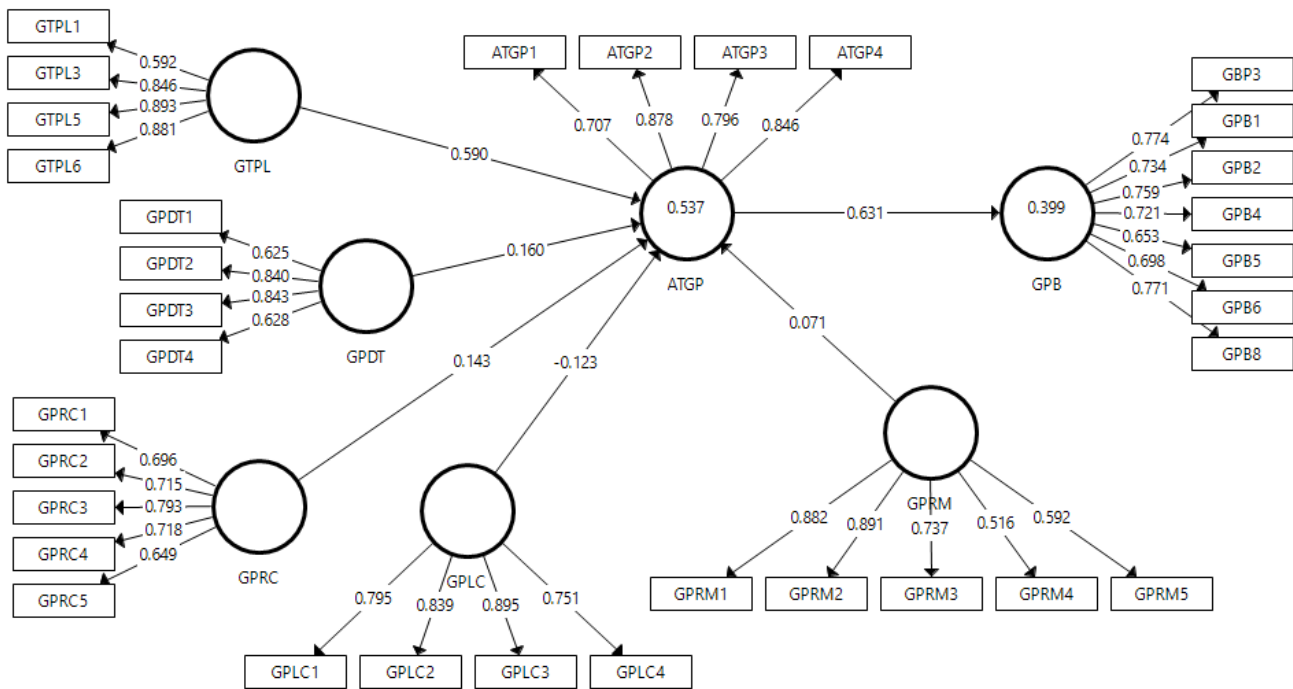 GTPL1
GTPL3
GTPL5
GTPL6
0.592
0.846
0.893
0.881
GTPL
0.590
ATGP1
ATGP2
ATGP3
ATGP4
0.707
0.878
0.796
0.846
0.537
ATGP
0.631
0.399
GPB
GBP3
GPB1
GPB2
GPB4
GPB5
GPB6
GPB8
0.774
0.734
0.759
0.721
0.653
0.698
0.771
GPDT1
GPDT2
GPDT3
GPDT4
0.625
0.840
0.843
0.628
GPDT
0.160
0.143
-0.123
0.071
GPRC1
GPRC2
GPRC3
GPRC4
GPRC5
0.696
0.715
0.793
0.718
0.649
GPRC
GPLC
0.795
0.839
0.895
0.751
GPLC1
GPLC2
GPLC3
GPLC4
GPRM
0.882
0.891
0.737
0.516
0.592
GPRM1
GPRM2
GPRM3
GPRM4
GPRM5